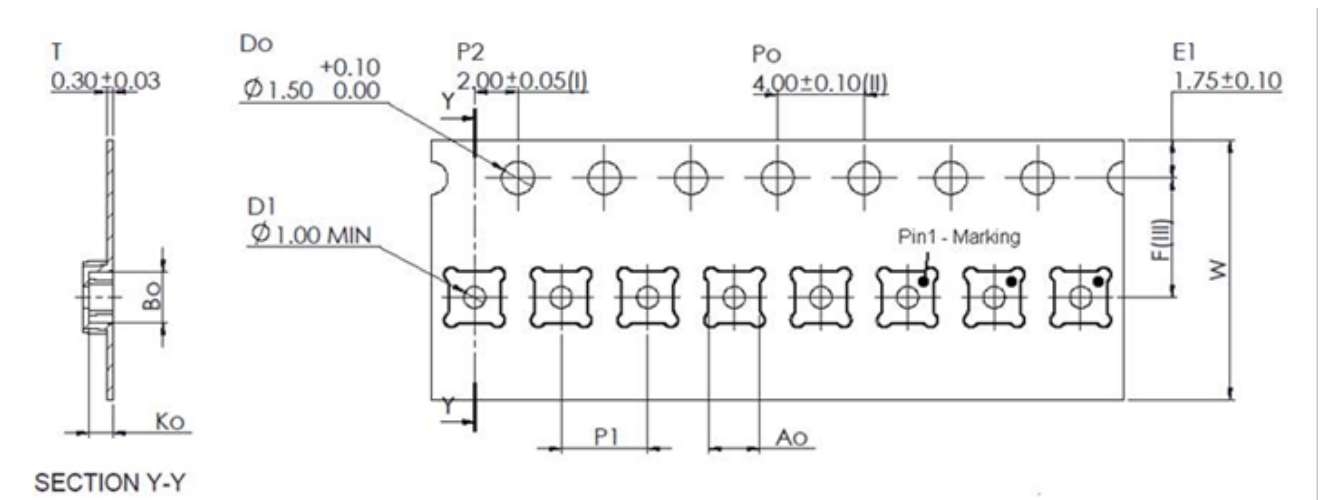 T
0.30±0.03
Do
+0.10
Ø1.50 0.00
P2
2.00±0.05(I)
Po
4.00±0.10(II)
E1
1.75±0.10
Y
D1
Ø1.00 MIN
Pin1 - Marking
F(III)
W
Bo
Y
Ko
P1
Ao
SECTION Y-Y